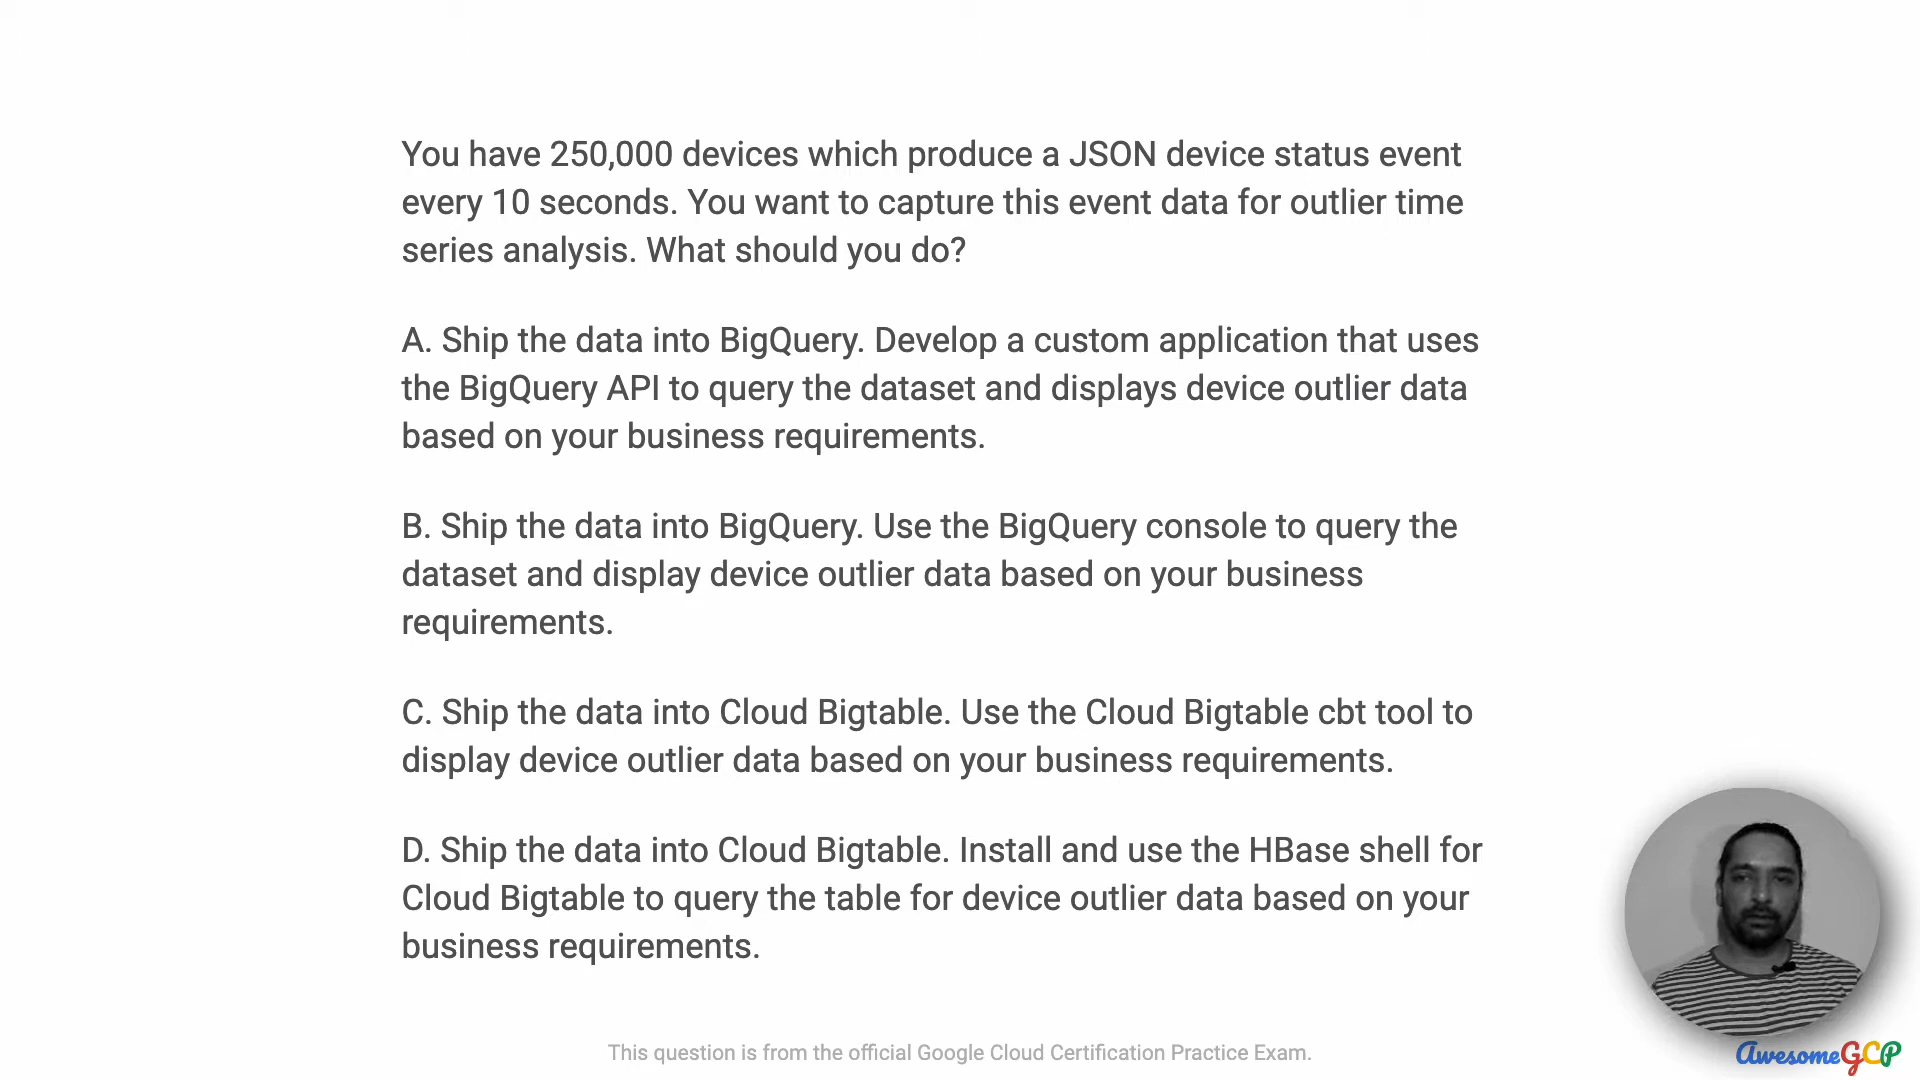 You have 250,000 devices which produce a JSON device status event
every 10 seconds. You want to capture this event data for outlier time
series analysis. What should you do?
A. Ship the data into BigQuery. Develop a custom application that uses
the BigQuery API to query the dataset and displays device outlier data
based on your business requirements.
B. Ship the data into BigQuery. Use the BigQuery console to query the
dataset and display device outlier data based on your business
requirements.
C. Ship the data into Cloud Bigtable. Use the Cloud Bigtable cbt tool to
display device outlier data based on your business requirements.
D. Ship the data into Cloud Bigtable. Install and use the HBase shell for
Cloud Bigtable to query the table for device outlier data based on your
business requirements.
This question is from the official Google Cloud Certification Practice Exam.
AwesomeGCP